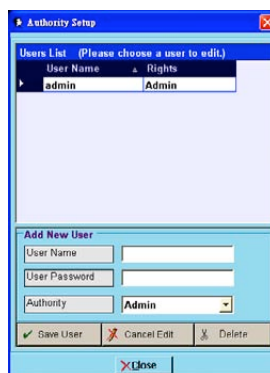 Authority Setup
Users List (Please choose a user to edit.)
User Name Rights
admin Admin
Add New User
User Name
User Password
Authority Admin
Save User Cancel Edit Delete
Close